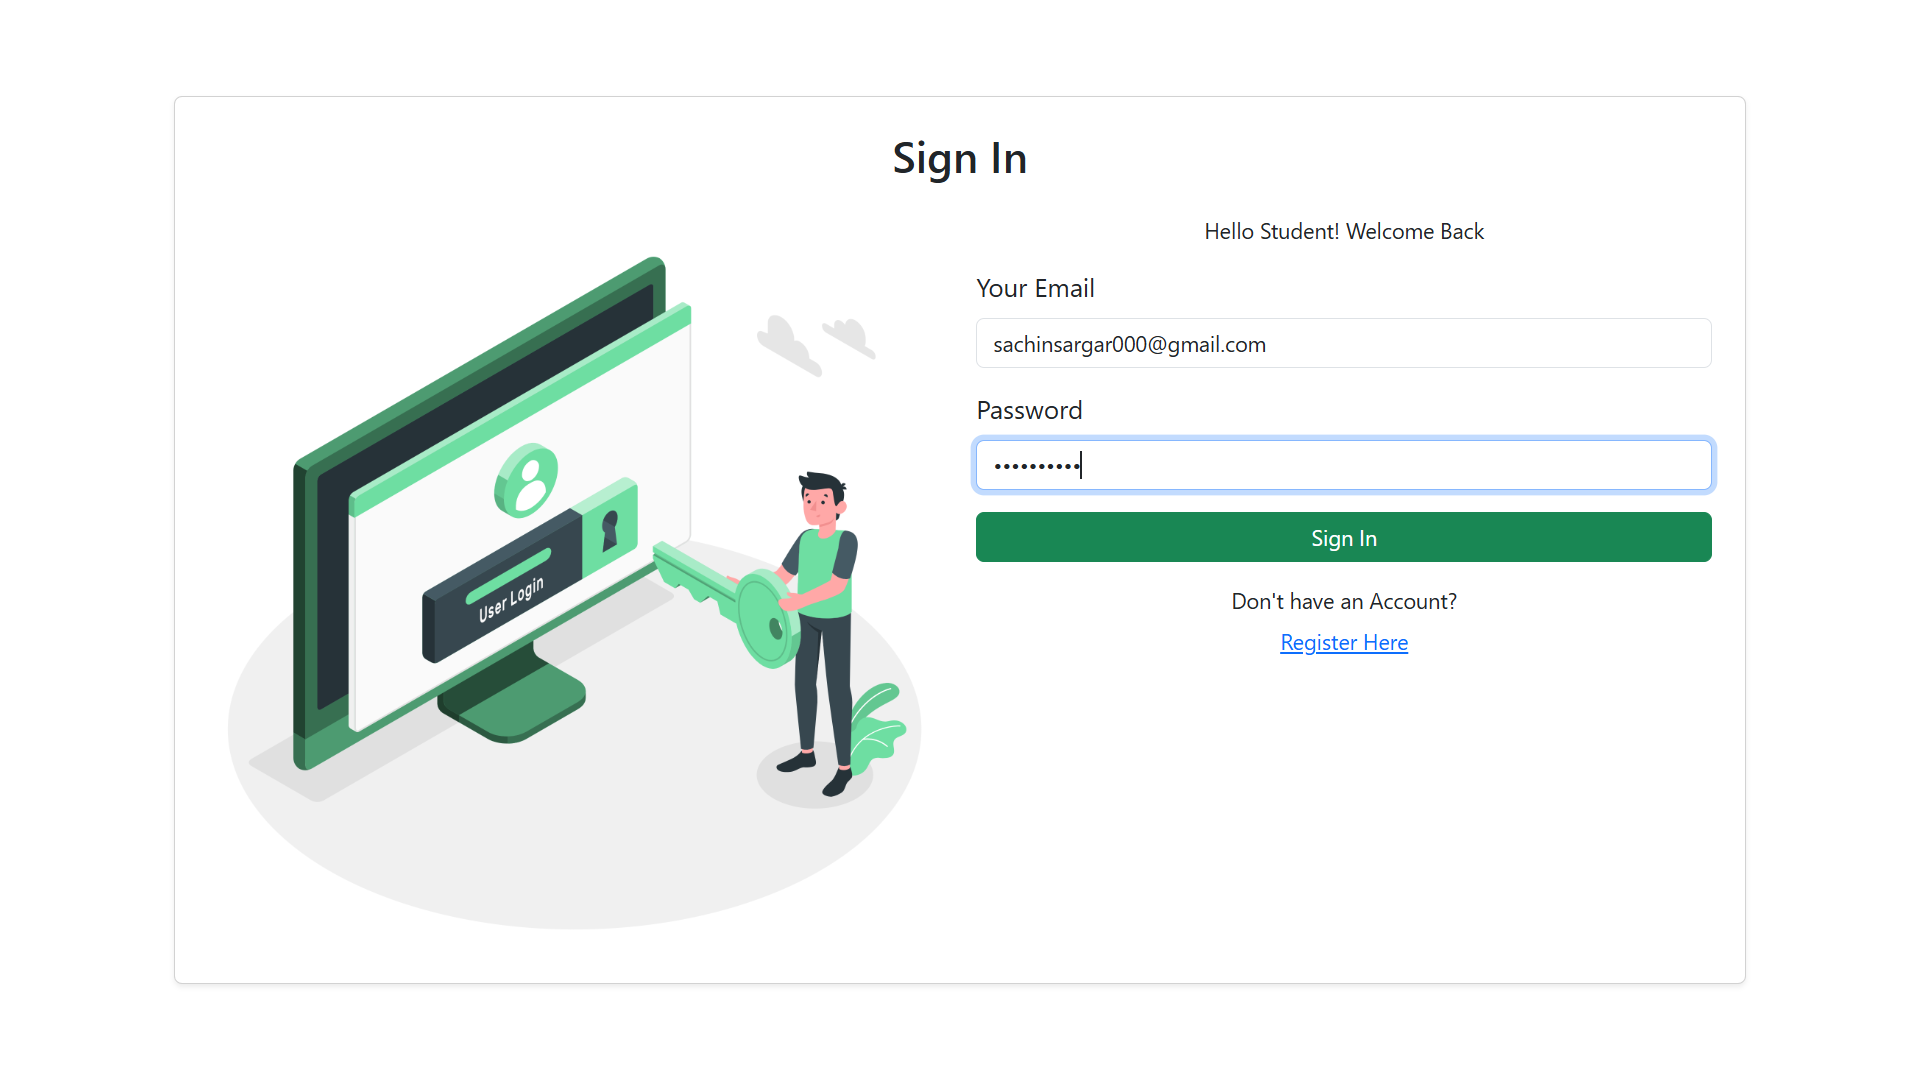 Sign In
Hello Student! Welcome Back
Your Email
sachinsargar000@gmail.com
Password
••••••••••
Sign In
Don't have an Account?
Register Here
User Login